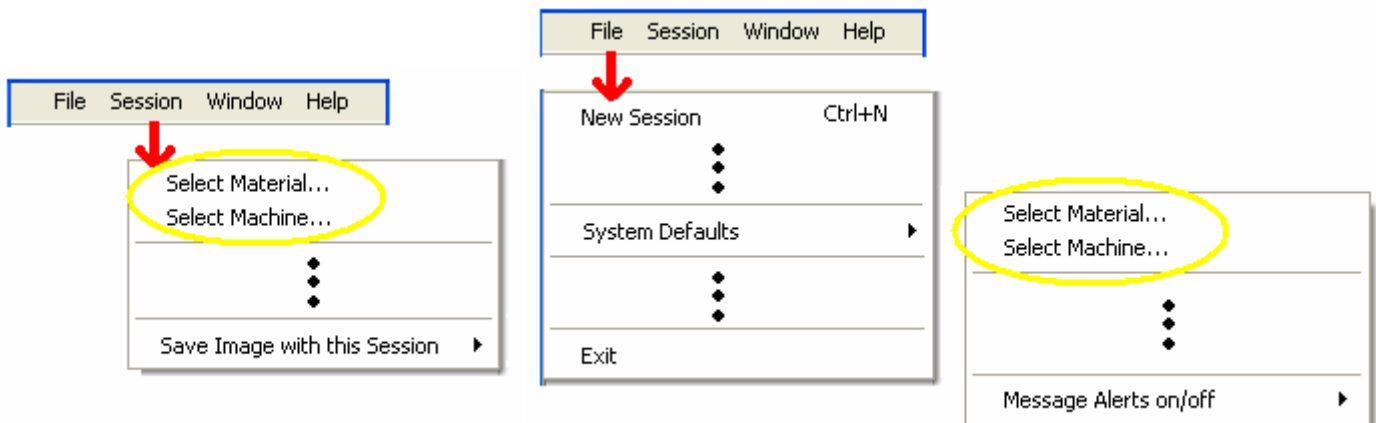 File Session Window Help
Select Material...
Select Machine...
Save Image with this Session
File Session Window Help
New Session Ctrl+N
System Defaults
Exit
Select Material...
Select Machine...
Message Alerts on/off